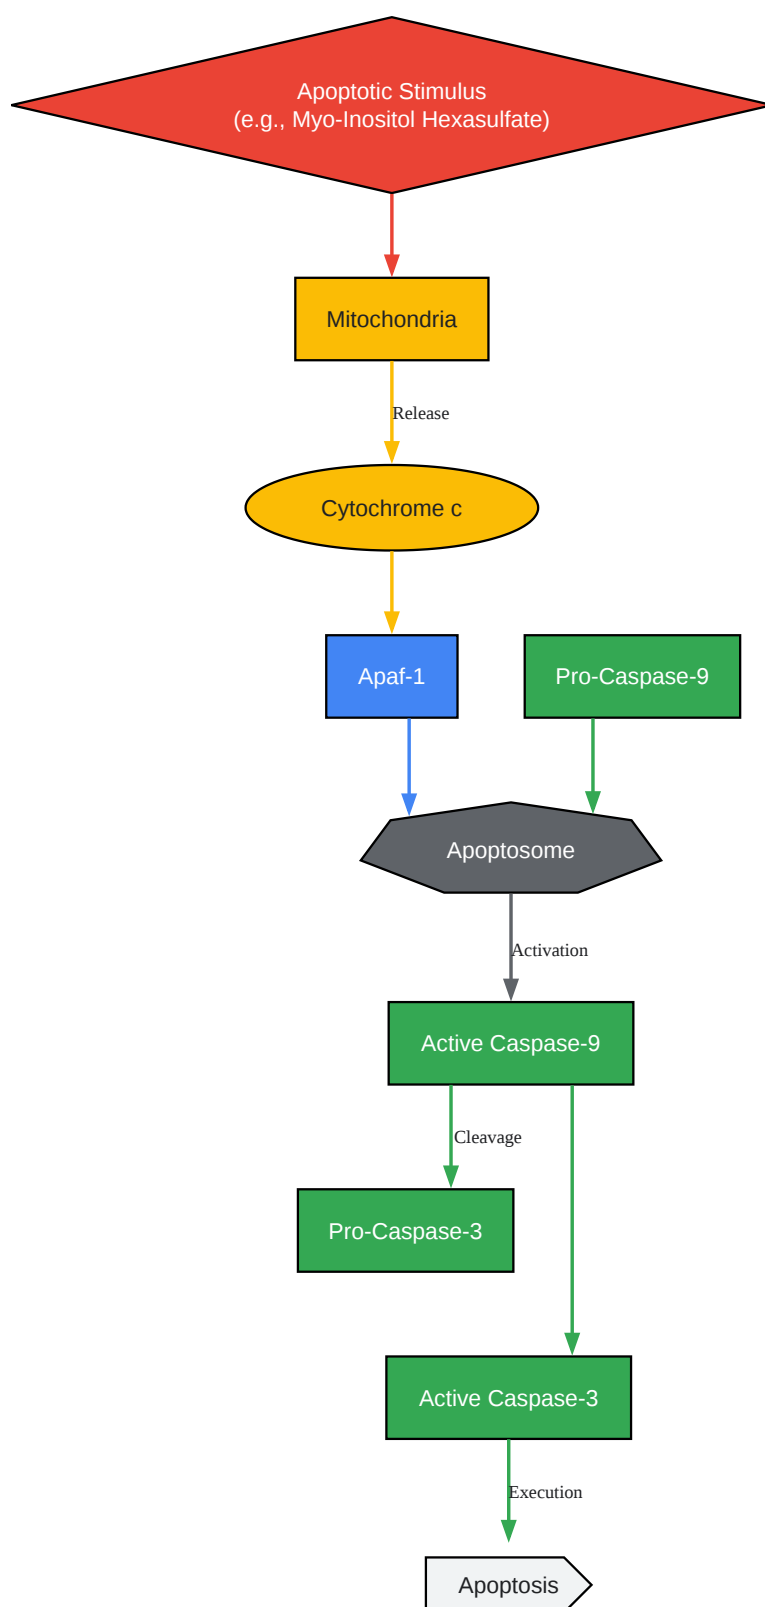 Apoptotic Stimulus
(e.g., Myo-Inositol Hexasulfate)
Mitochondria
Release
Cytochrome c
Apaf-1
Pro-Caspase-9
Apoptosome
Activation
Active Caspase-9
Cleavage
Pro-Caspase-3
Active Caspase-3
Execution
Apoptosis